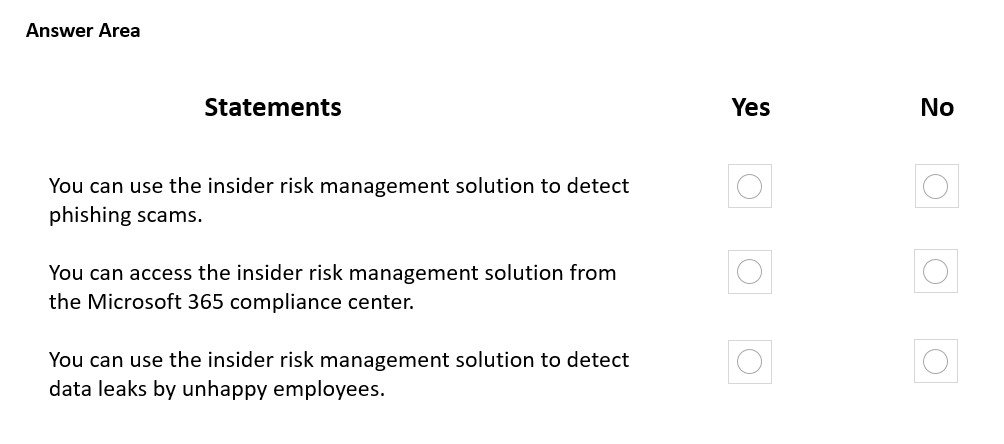 Answer Area
Statements Yes No
You can use the insider risk management solution to detect
phishing scams.
You can access the insider risk management solution from
the Microsoft 365 compliance center.
You can use the insider risk management solution to detect
data leaks by unhappy employees.